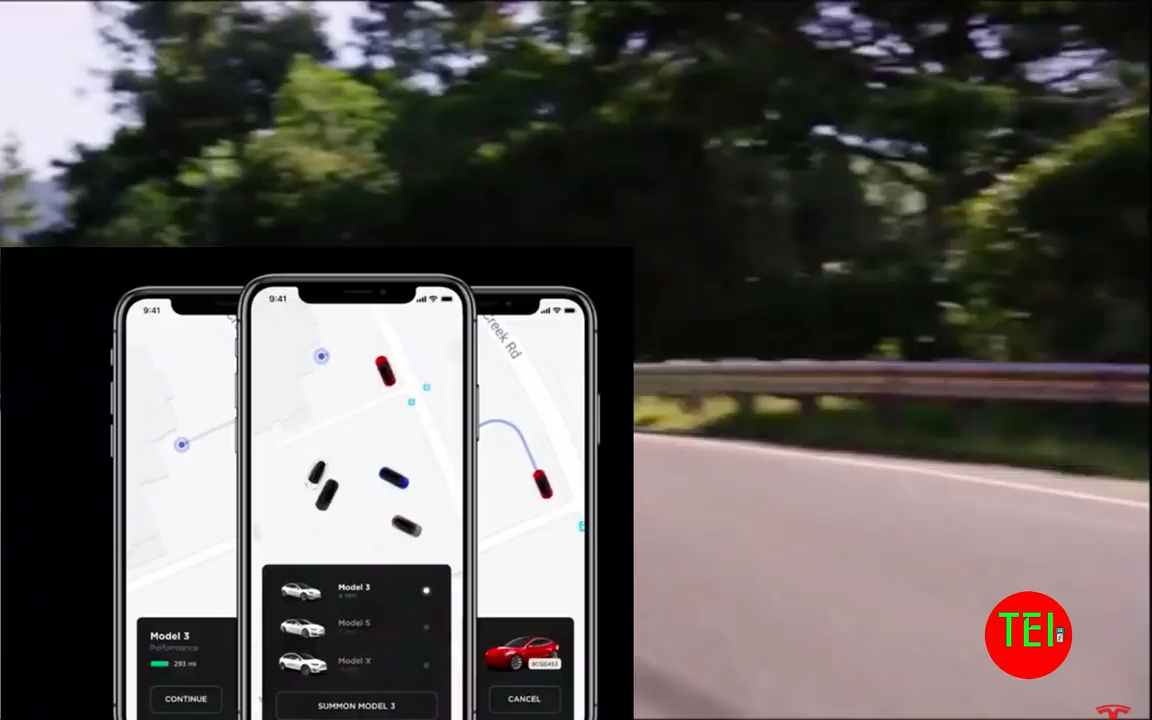 9:41
Model 3
Performance
293 mi
CONTINUE
9:41
Model 3
Model S
Model X
SUMMON MODEL 3
Creek Rd
8CQG453
CANCEL
TEI